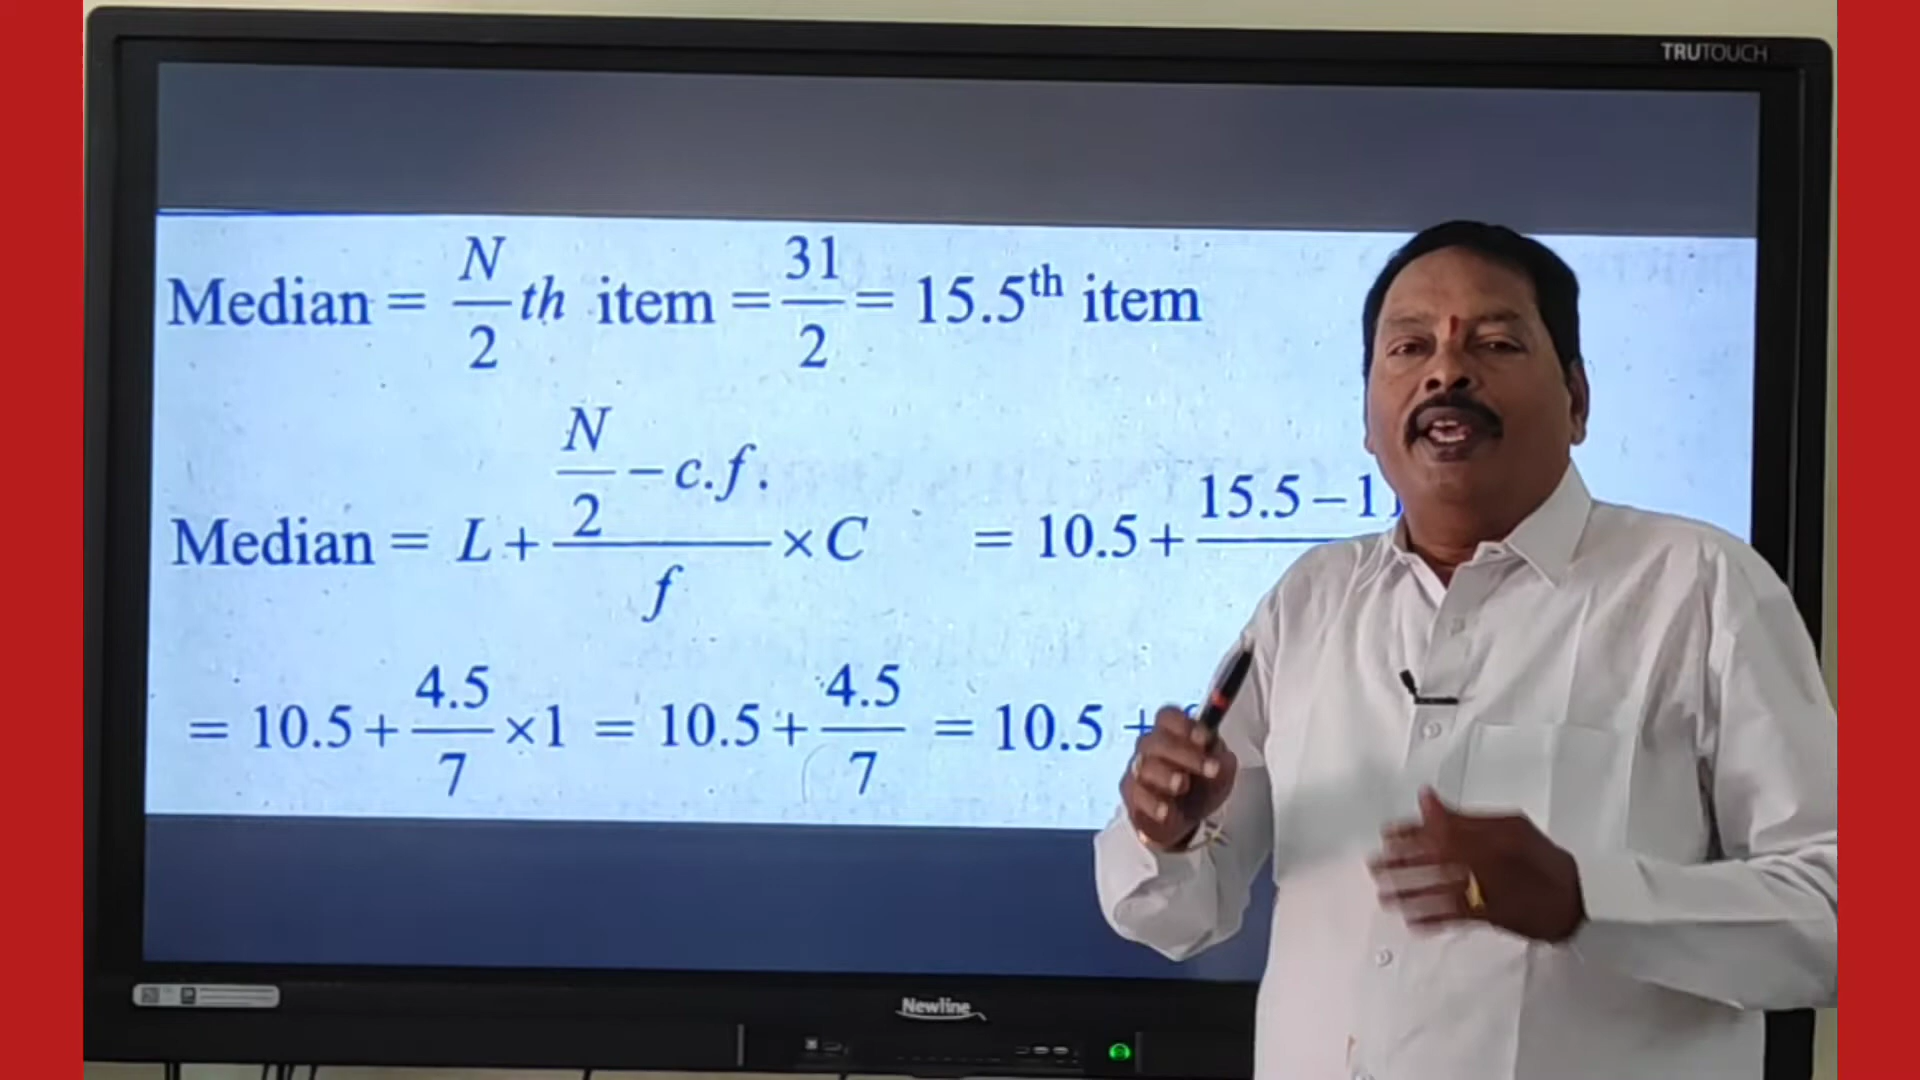 TRUTOUCH
Median = N/2 th item = 31/2 = 15.5th item
Median = L + (N/2 − c.f.)/f × C = 10.5 + 15.5 − 11
= 10.5 + 4.5/7 × 1 = 10.5 + 4.5/7 = 10.5 +
Newline